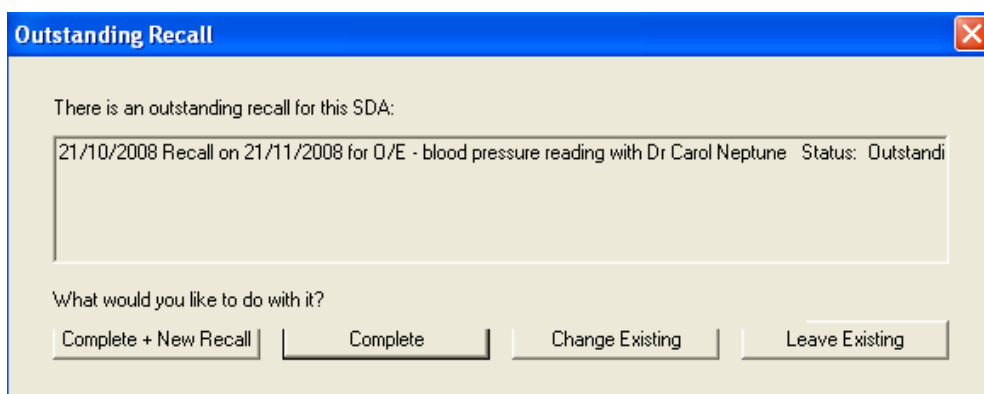 Outstanding Recall
There is an outstanding recall for this SDA:
21/10/2008 Recall on 21/11/2008 for O/E - blood pressure reading with Dr Carol Neptune Status: Outstandi
What would you like to do with it?
Complete + New Recall Complete Change Existing Leave Existing